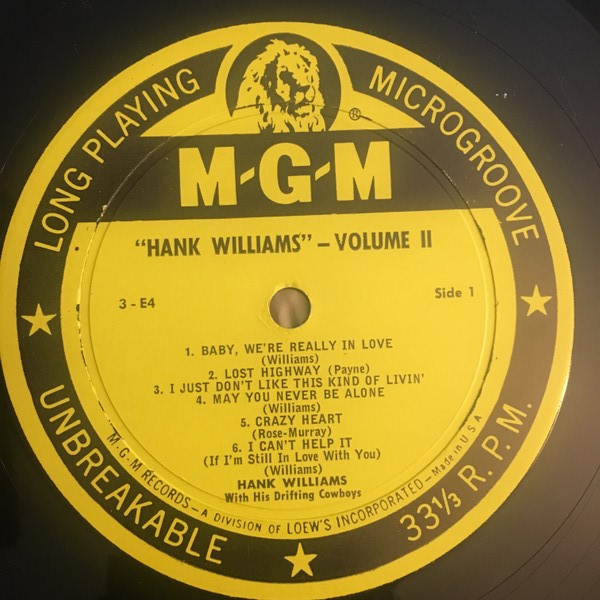 LONG PLAYING
MICROGROOVE
®
M-G-M
"HANK WILLIAMS" – VOLUME II
3 - E4
Side 1
1. BABY, WE'RE REALLY IN LOVE
(Williams)
2. LOST HIGHWAY (Payne)
3. I JUST DON'T LIKE THIS KIND OF LIVIN'
4. MAY YOU NEVER BE ALONE
(Williams)
5. CRAZY HEART
(Rose-Murray)
6. I CAN'T HELP IT
(If I'm Still In Love With You)
(Williams)
HANK WILLIAMS
With His Drifting Cowboys
M-G-M RECORDS – A DIVISION OF LOEW'S INCORPORATED – Made in U S A
UNBREAKABLE
33⅓ R.P.M.